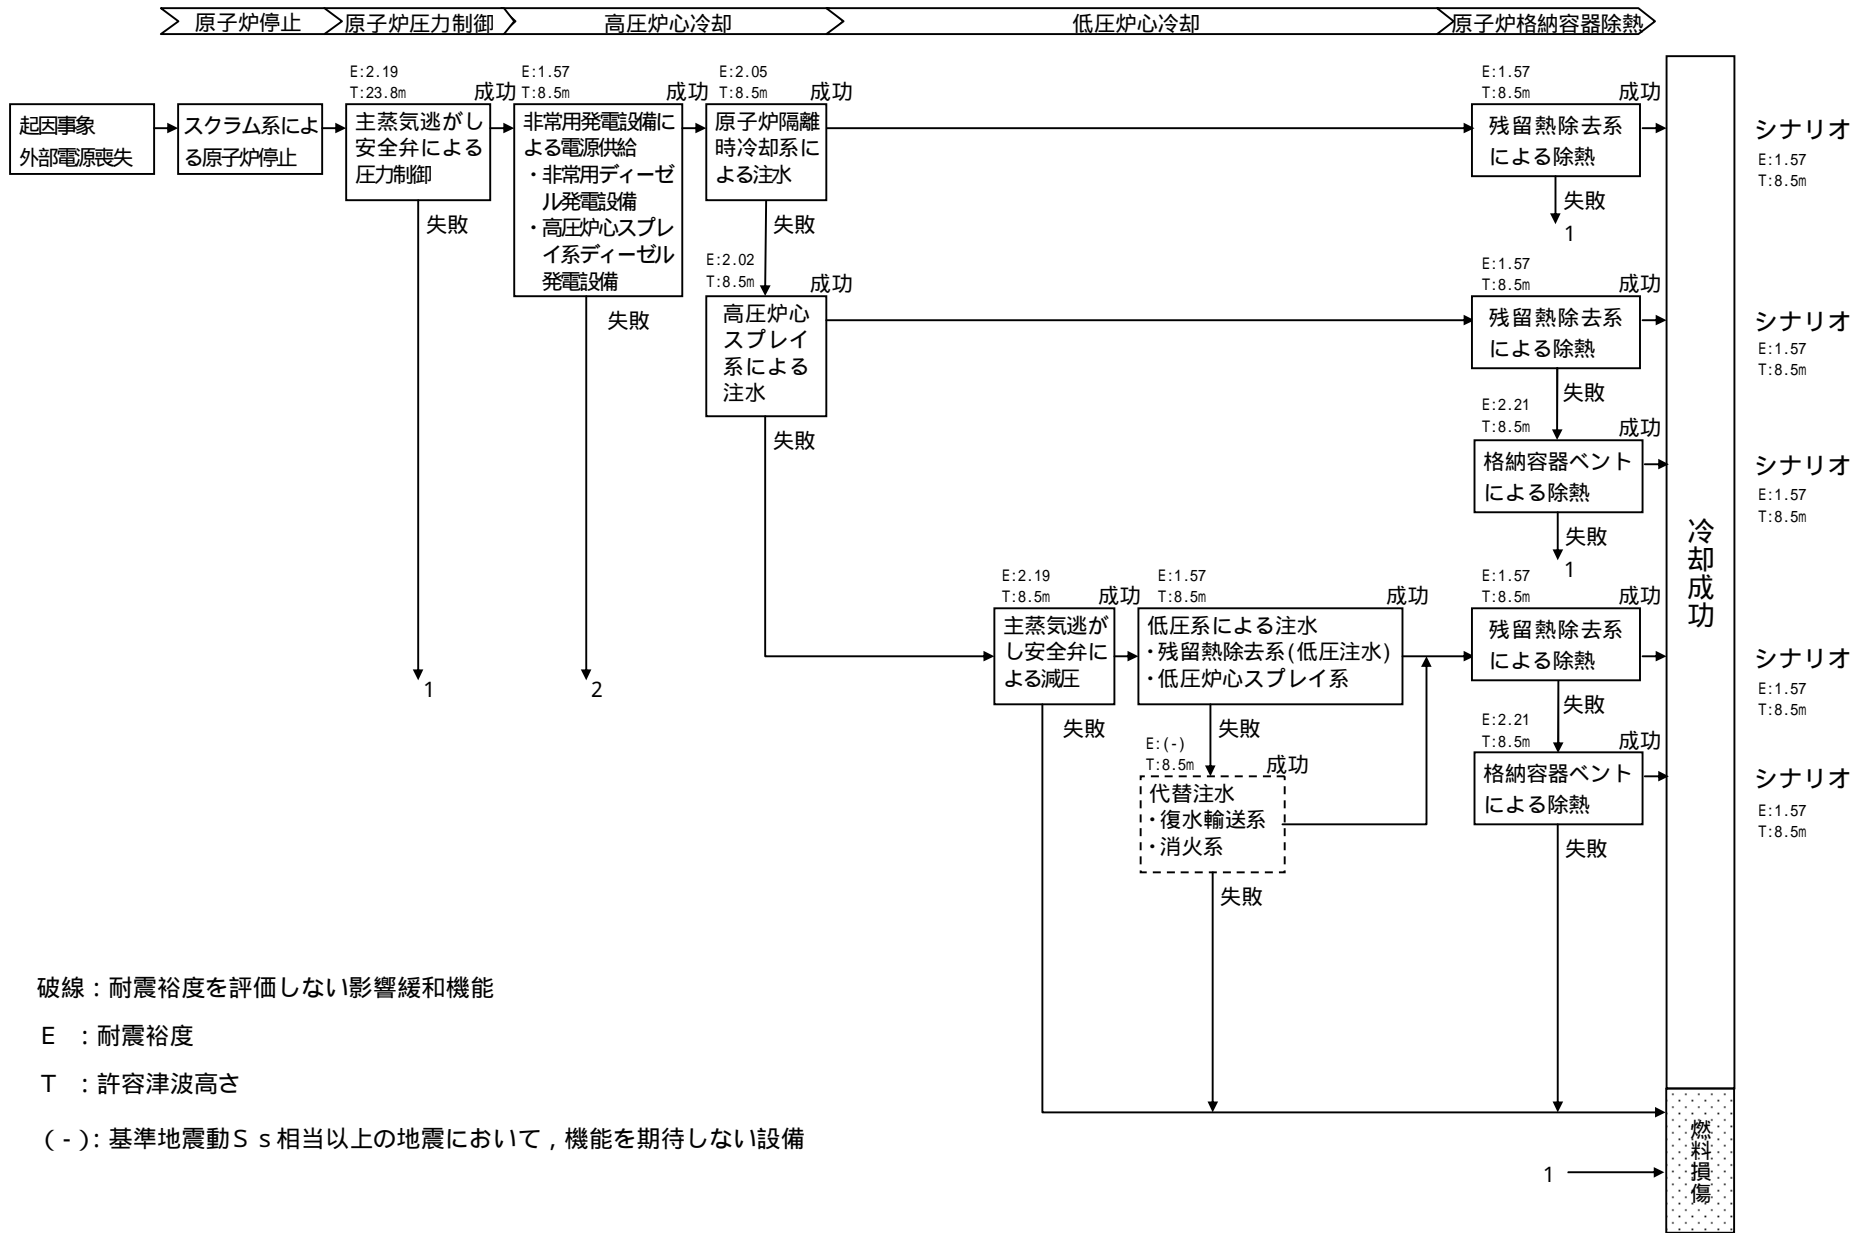 原子炉停止
原子炉圧力制御
高圧炉心冷却
低圧炉心冷却
原子炉格納容器除熱
起因事象
外部電源喪失
スクラム系によ
る原子炉停止
E:2.19
T:23.8m
成功
主蒸気逃がし
安全弁による
圧力制御
失敗
1
E:1.57
T:8.5m
成功
非常用発電設備に
よる電源供給
・非常用ディーゼ
ル発電設備
・高圧炉心スプレ
イ系ディーゼル
発電設備
失敗
2
E:2.05
T:8.5m
成功
原子炉隔離
時冷却系に
よる注水
失敗
E:1.57
T:8.5m
成功
残留熱除去系
による除熱
失敗
1
シナリオ
E:1.57
T:8.5m
E:2.02
T:8.5m
成功
高圧炉心
スプレイ
系による
注水
失敗
E:1.57
T:8.5m
成功
残留熱除去系
による除熱
失敗
シナリオ
E:1.57
T:8.5m
E:2.21
T:8.5m
成功
格納容器ベント
による除熱
失敗
1
シナリオ
E:1.57
T:8.5m
E:2.19
T:8.5m
成功
主蒸気逃が
し安全弁に
よる減圧
失敗
E:1.57
T:8.5m
成功
低圧系による注水
・残留熱除去系(低圧注水)
・低圧炉心スプレイ系
失敗
E:1.57
T:8.5m
成功
残留熱除去系
による除熱
失敗
シナリオ
E:1.57
T:8.5m
E:(-)
T:8.5m
成功
代替注水
・復水輸送系
・消火系
失敗
E:2.21
T:8.5m
成功
格納容器ベント
による除熱
失敗
シナリオ
E:1.57
T:8.5m
冷却成功
燃料損傷
1
破線：耐震裕度を評価しない影響緩和機能
E ：耐震裕度
T ：許容津波高さ
(-)：基準地震動Ss相当以上の地震において，機能を期待しない設備